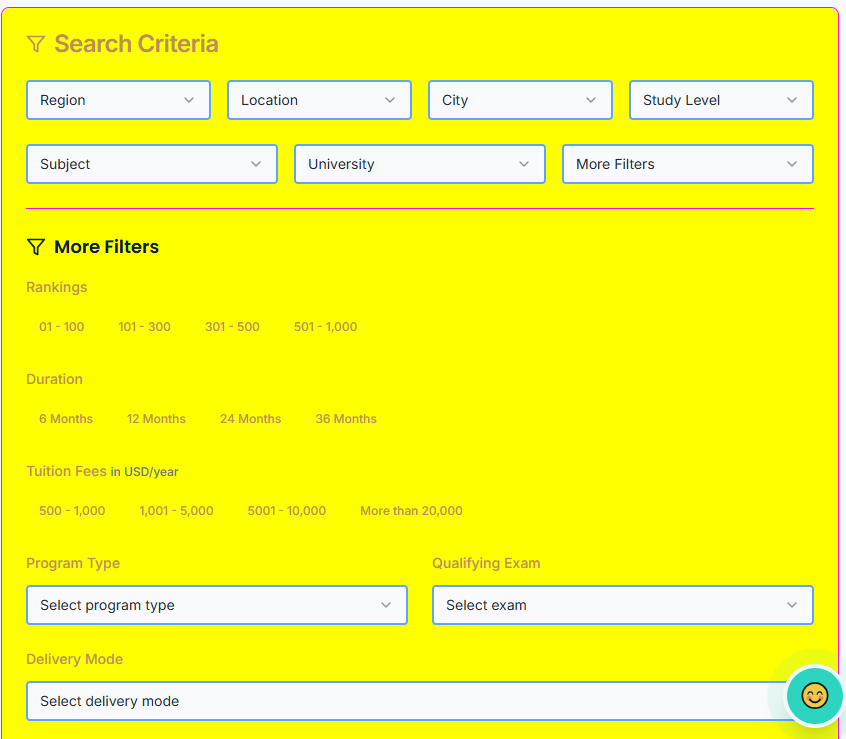 Search Criteria
Region Location City Study Level
Subject University More Filters
More Filters
Rankings
01 - 100 101 - 300 301 - 500 501 - 1,000
Duration
6 Months 12 Months 24 Months 36 Months
Tuition Fees in USD/year
500 - 1,000 1,001 - 5,000 5001 - 10,000 More than 20,000
Program Type Qualifying Exam
Select program type Select exam
Delivery Mode
Select delivery mode